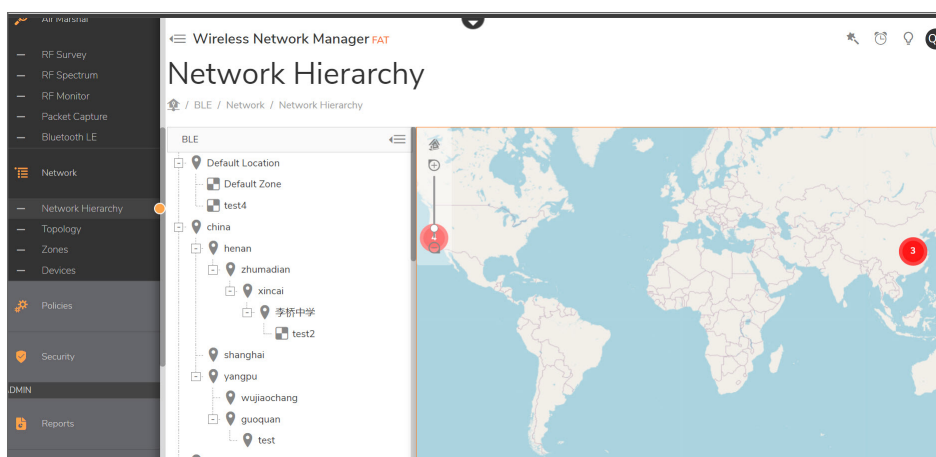 Air Marshal
RF Survey
RF Spectrum
RF Monitor
Packet Capture
Bluetooth LE
Network
Network Hierarchy
Topology
Zones
Devices
Policies
Security
DMIN
Reports
Wireless Network Manager FAT
Network Hierarchy
/ BLE / Network / Network Hierarchy
BLE
Default Location
Default Zone
test4
china
henan
zhumadian
xincai
李桥中学
test2
shanghai
yangpu
wujiaochang
guoquan
test
4
3
Q